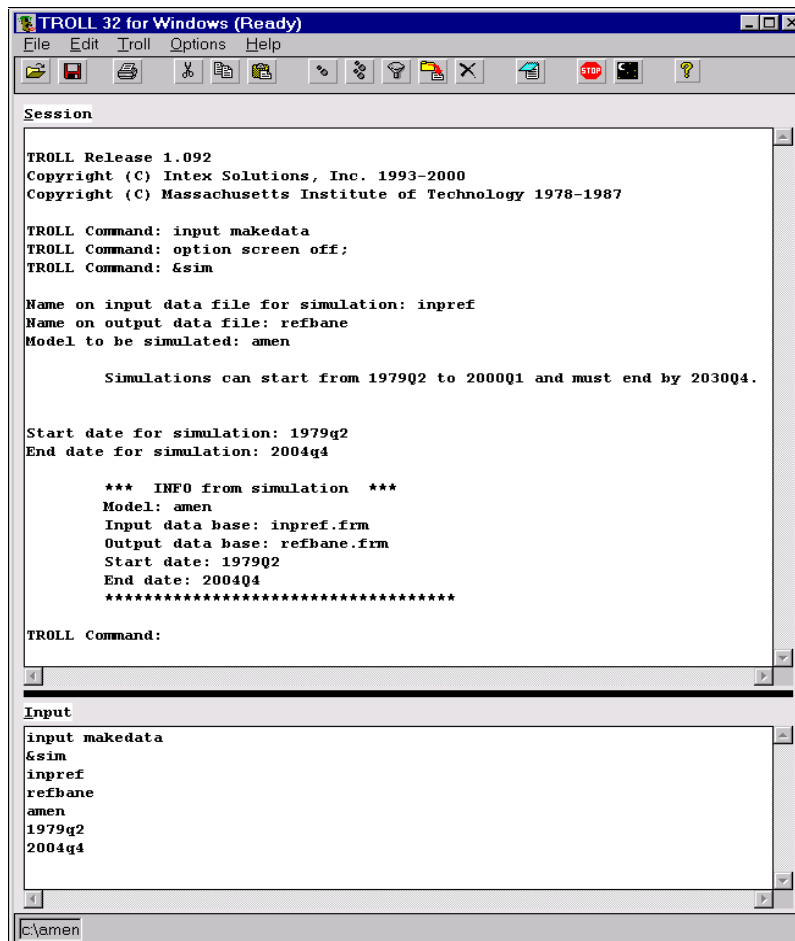 TROLL 32 for Windows (Ready)
File Edit Troll Options Help
STOP
?
Session
TROLL Release 1.092
Copyright (C) Intex Solutions, Inc. 1993-2000
Copyright (C) Massachusetts Institute of Technology 1978-1987
TROLL Command: input makedata
TROLL Command: option screen off;
TROLL Command: &sim
Name on input data file for simulation: inpref
Name on output data file: refbane
Model to be simulated: amen
Simulations can start from 1979Q2 to 2000Q1 and must end by 2030Q4.
Start date for simulation: 1979q2
End date for simulation: 2004q4
*** INFO from simulation ***
Model: amen
Input data base: inpref.frm
Output data base: refbane.frm
Start date: 1979Q2
End date: 2004Q4
************************************
TROLL Command:
Input
input makedata
&sim
inpref
refbane
amen
1979q2
2004q4
c:\amen